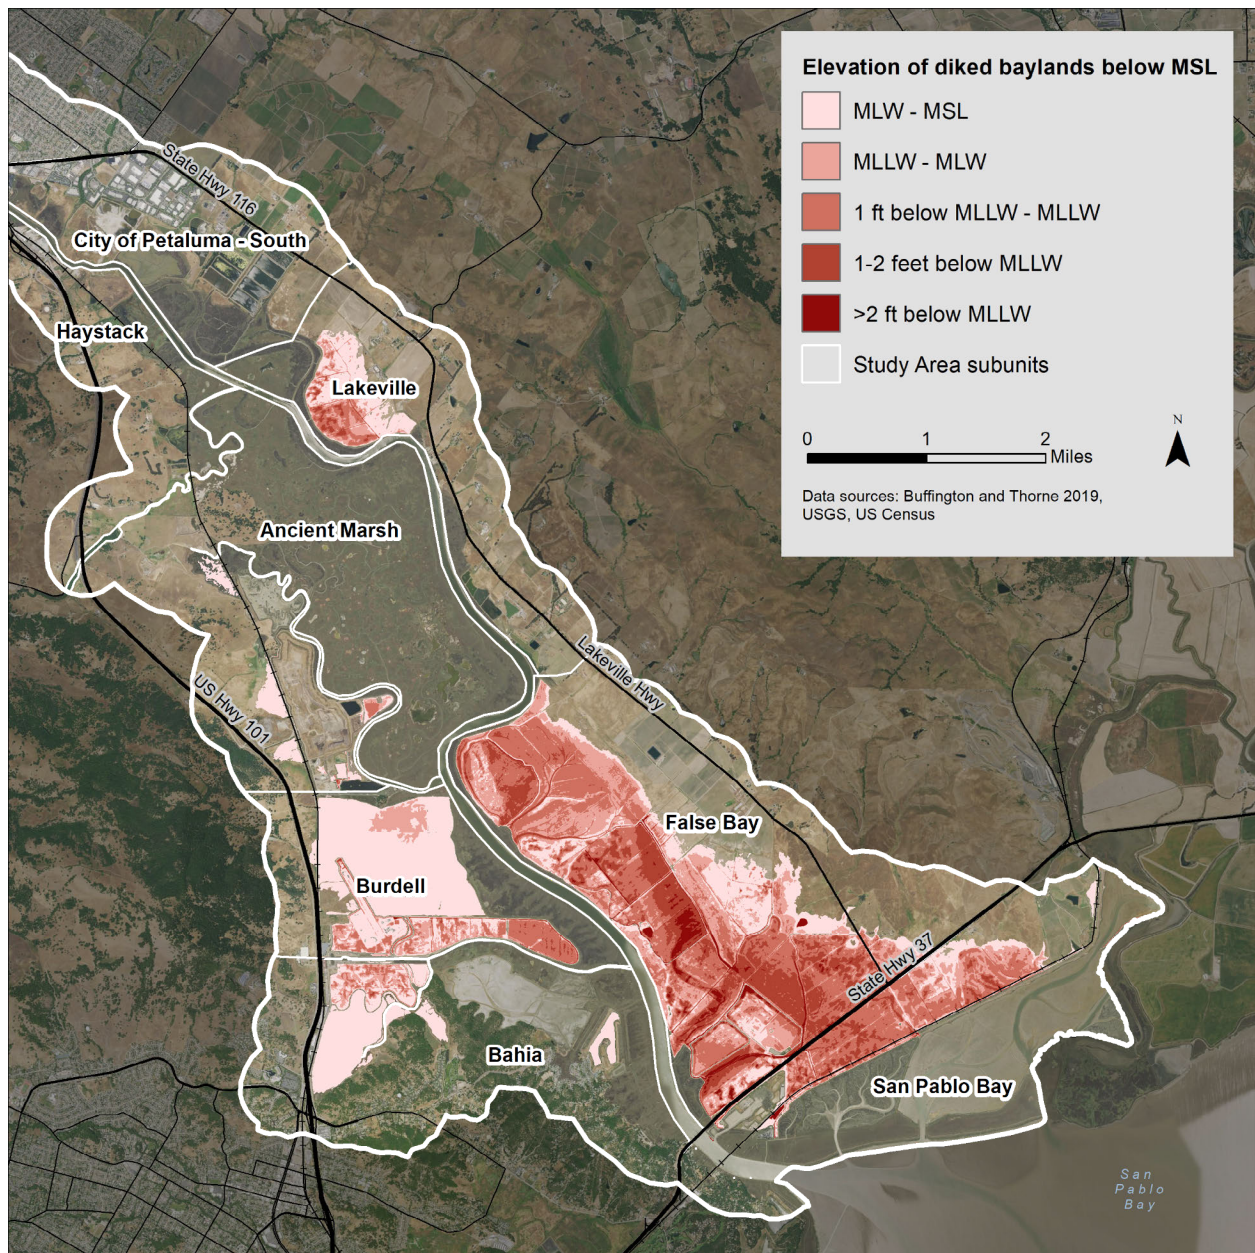 Elevation of diked baylands below MSL
MLW - MSL
MLLW - MLW
1 ft below MLLW - MLLW
1-2 feet below MLLW
>2 ft below MLLW
Study Area subunits
0 1 2
Miles
N
Data sources: Buffington and Thorne 2019,
USGS, US Census
State Hwy 116
City of Petaluma - South
Haystack
Lakeville
Ancient Marsh
US Hwy 101
Lakeville Hwy
False Bay
Burdell
State Hwy 37
Bahia
San Pablo Bay
San
Pablo
Bay